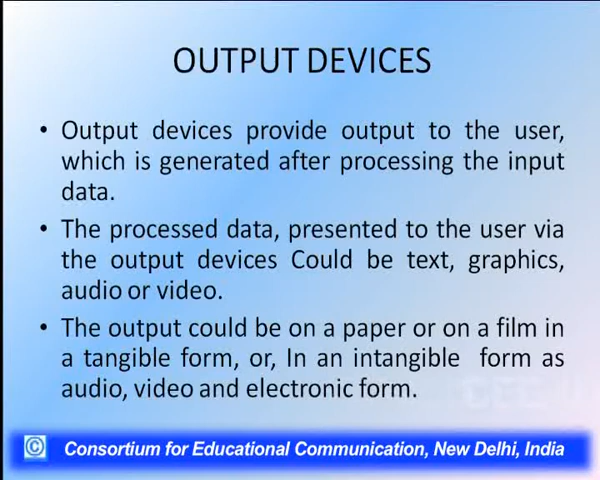 OUTPUT DEVICES
• Output devices provide output to the user,
which is generated after processing the input
data.
• The processed data, presented to the user via
the output devices Could be text, graphics,
audio or video.
• The output could be on a paper or on a film in
a tangible form, or, In an intangible form as
audio, video and electronic form.
© Consortium for Educational Communication, New Delhi, India